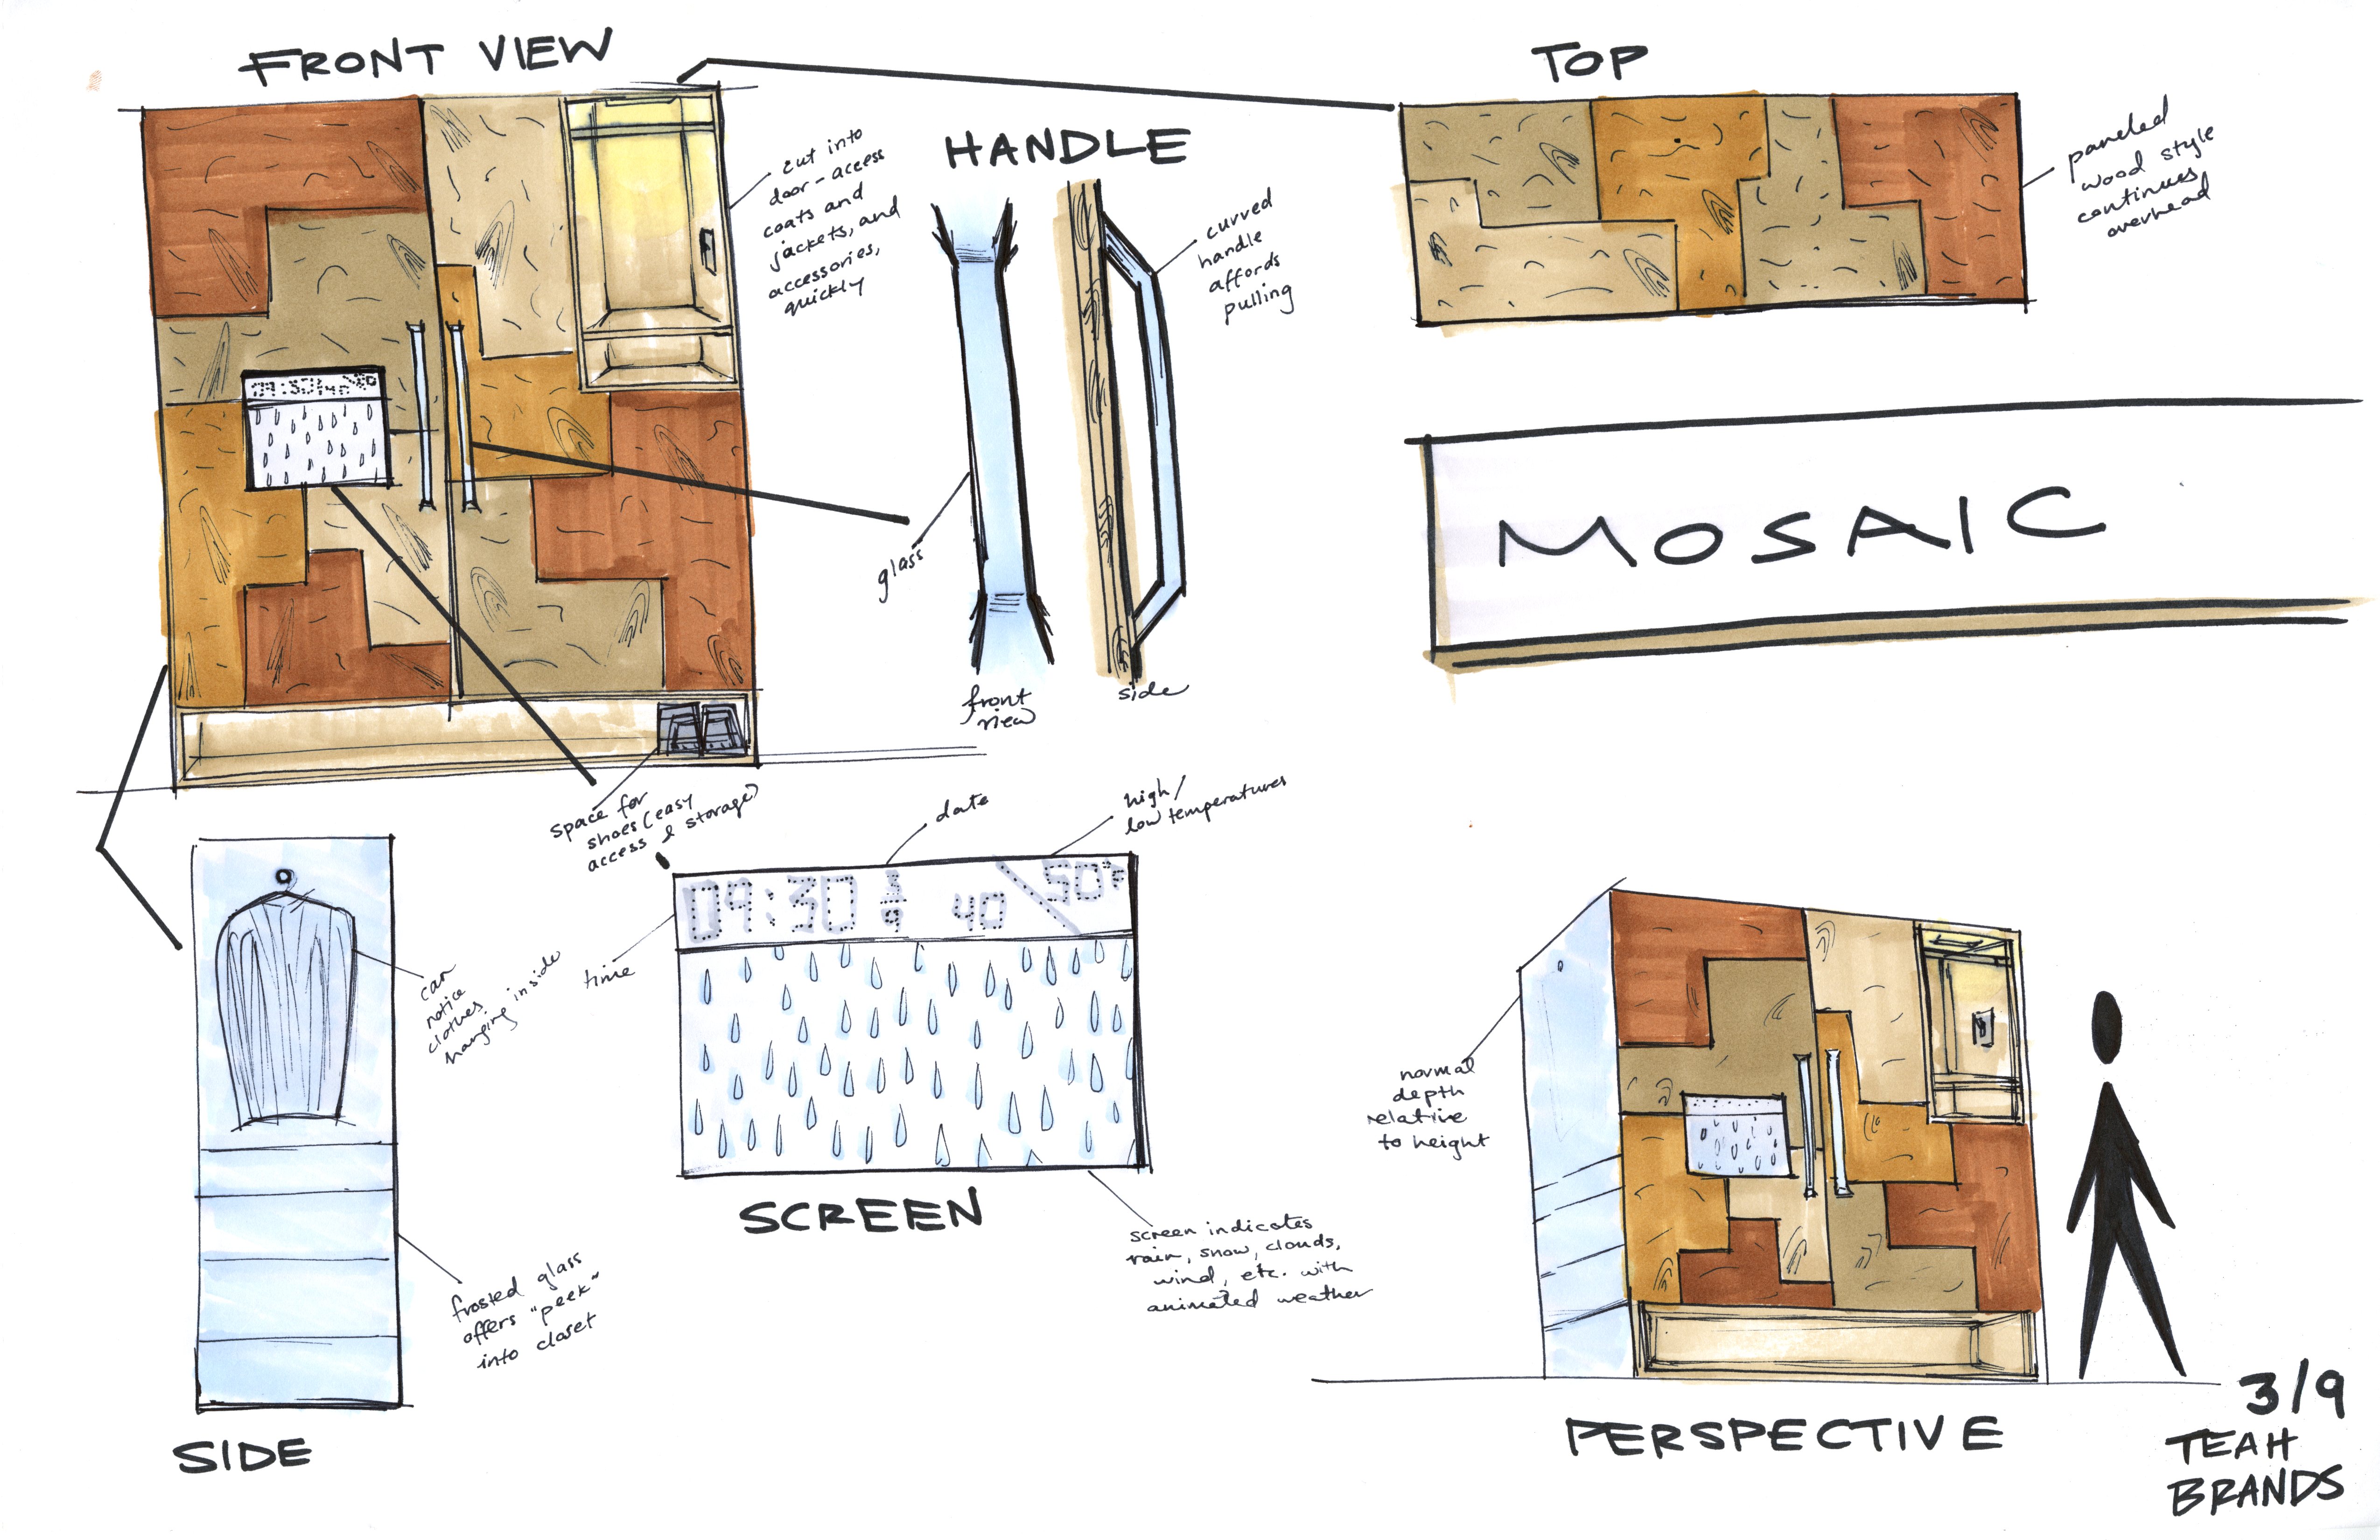 FRONT VIEW
TOP
HANDLE
cut into
door-access
coats and
jackets, and
accessories,
quickly
curved
handle
affords
pulling
paneled
wood style
continues
overhead
09:30
MOSAIC
glass
front
view
side
space for
shoes (easy
access & storage)
date
high/
low temperatures
09:30 3/9 40/50°F
time
can
notice
clothes
hanging inside
SCREEN
screen indicates
rain, snow, clouds,
wind, etc. with
animated weather
frosted glass
offers "peek"
into closet
SIDE
normal
depth
relative
to height
PERSPECTIVE
3/9
TEAH
BRANDS